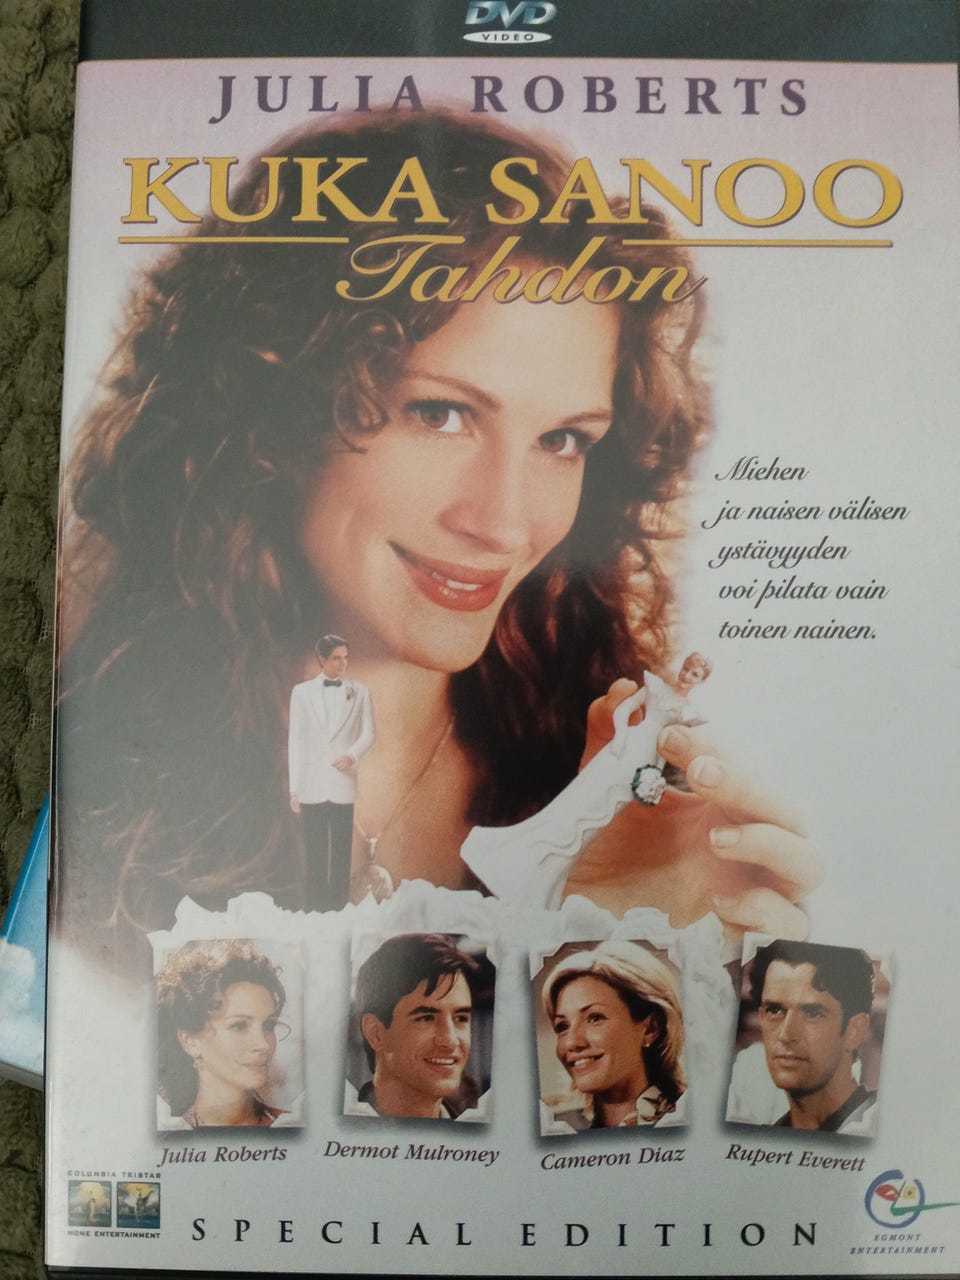 DVD
VIDEO
JULIA ROBERTS
KUKA SANOO
Tahdon
Miehen
ja naisen välisen
ystävyyden
voi pilata vain
toinen nainen.
Julia Roberts
Dermot Mulroney
Cameron Diaz
Rupert Everett
COLUMBIA TRISTAR
HOME ENTERTAINMENT
SPECIAL EDITION
EGMONT
ENTERTAINMENT